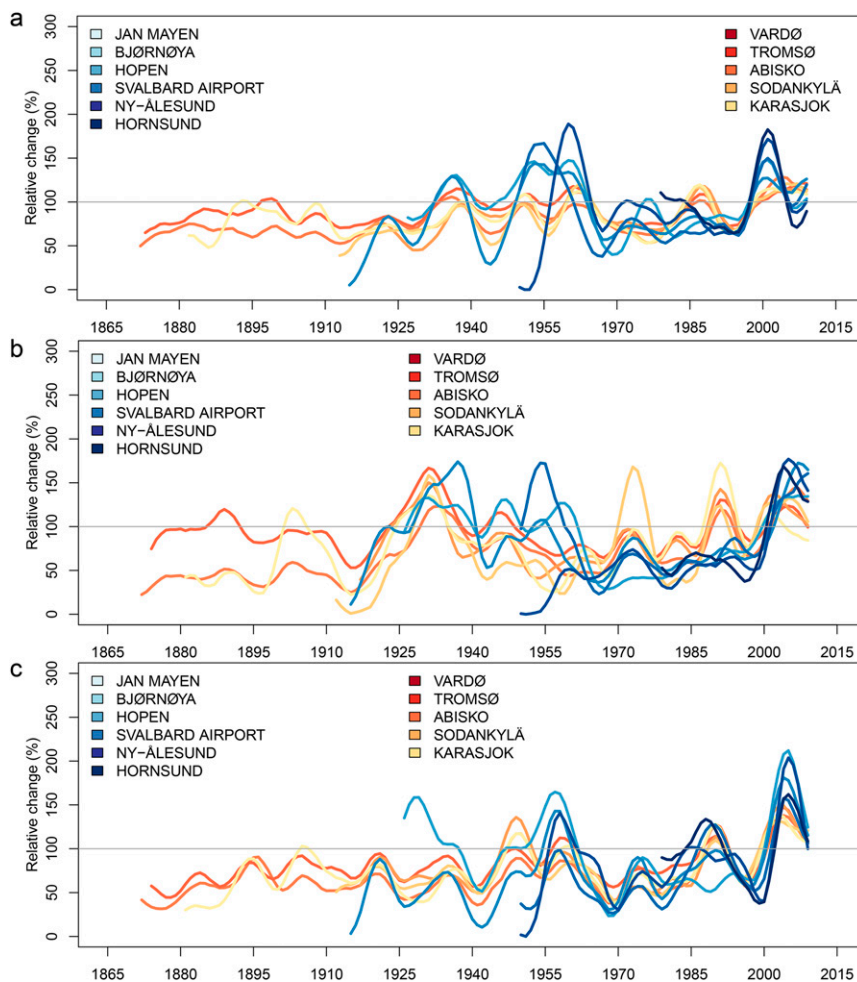 a
300
250
200
150
100
50
0
Relative change (%)
JAN MAYEN
BJØRNØYA
HOPEN
SVALBARD AIRPORT
NY−ÅLESUND
HORNSUND
VARDØ
TROMSØ
ABISKO
SODANKYLÄ
KARASJOK
1865 1880 1895 1910 1925 1940 1955 1970 1985 2000 2015
b
300
250
200
150
100
50
0
Relative change (%)
JAN MAYEN
BJØRNØYA
HOPEN
SVALBARD AIRPORT
NY−ÅLESUND
HORNSUND
VARDØ
TROMSØ
ABISKO
SODANKYLÄ
KARASJOK
1865 1880 1895 1910 1925 1940 1955 1970 1985 2000 2015
c
300
250
200
150
100
50
0
Relative change (%)
JAN MAYEN
BJØRNØYA
HOPEN
SVALBARD AIRPORT
NY−ÅLESUND
HORNSUND
VARDØ
TROMSØ
ABISKO
SODANKYLÄ
KARASJOK
1865 1880 1895 1910 1925 1940 1955 1970 1985 2000 2015